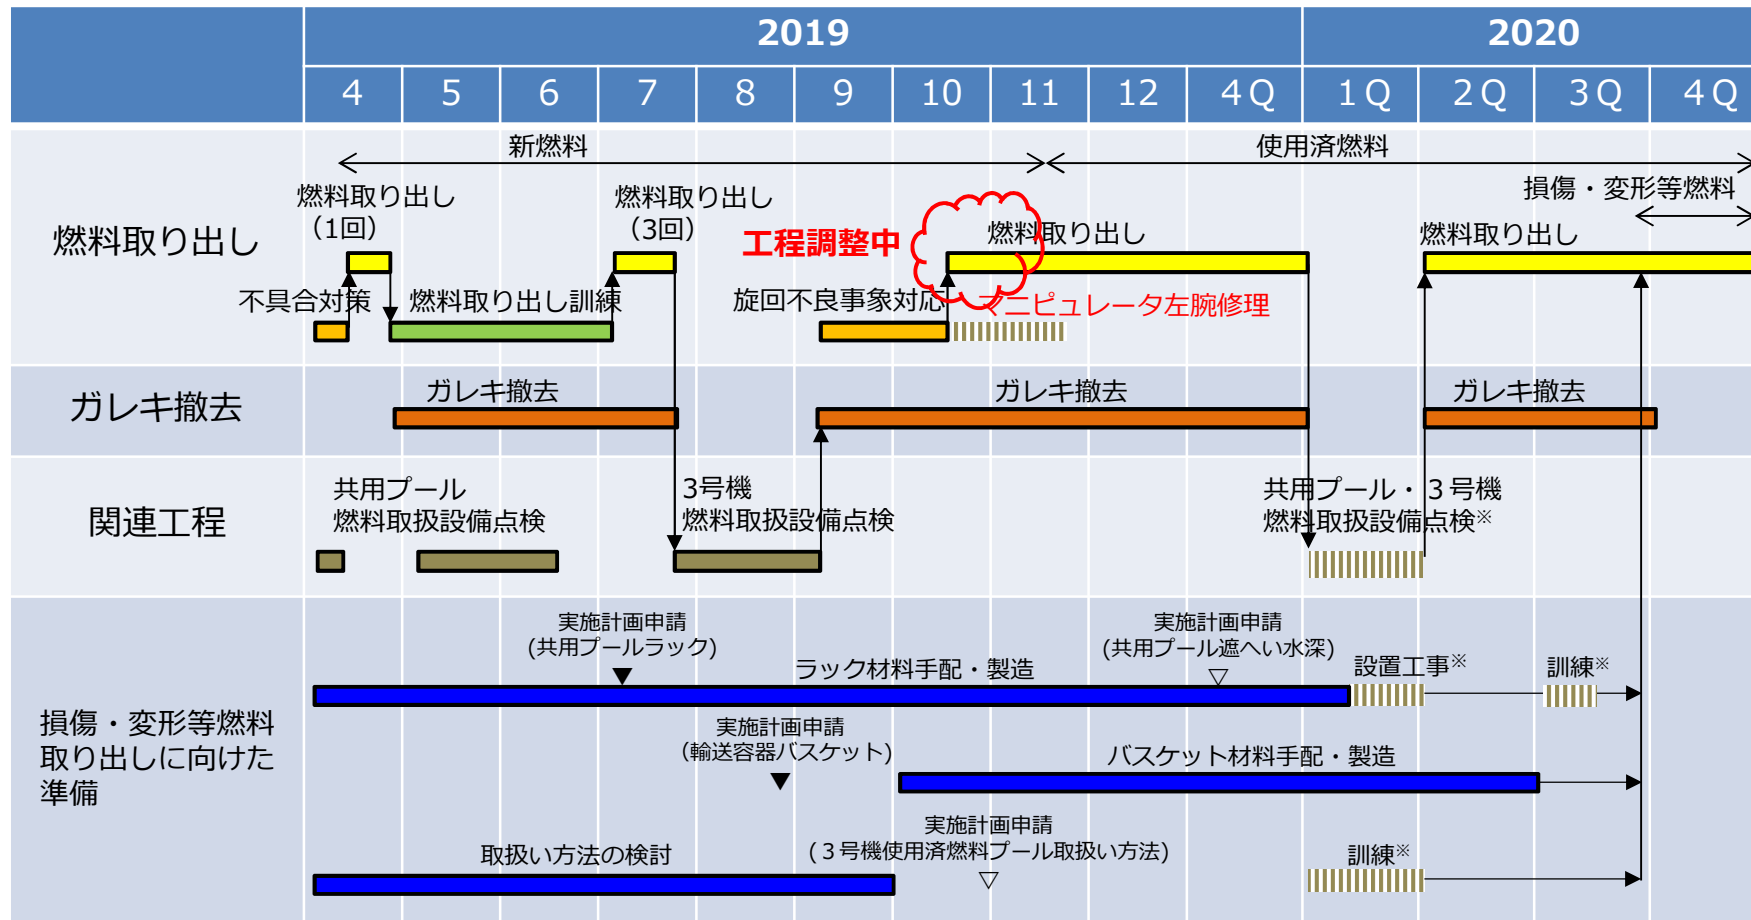 2019
2020
4
5
6
7
8
9
10
11
12
4Q
1Q
2Q
3Q
4Q
新燃料
使用済燃料
損傷・変形等燃料
燃料取り出し
燃料取り出し
(1回)
燃料取り出し
(3回)
工程調整中
燃料取り出し
燃料取り出し
不具合対策
燃料取り出し訓練
旋回不良事象対応
マニピュレータ左腕修理
ガレキ撤去
ガレキ撤去
ガレキ撤去
ガレキ撤去
関連工程
共用プール
燃料取扱設備点検
3号機
燃料取扱設備点検
共用プール・3号機
燃料取扱設備点検※
損傷・変形等燃料
取り出しに向けた
準備
実施計画申請
(共用プールラック)
ラック材料手配・製造
実施計画申請
(共用プール遮へい水深)
設置工事※
訓練※
実施計画申請
(輸送容器バスケット)
バスケット材料手配・製造
取扱い方法の検討
実施計画申請
(3号機使用済燃料プール取扱い方法)
訓練※